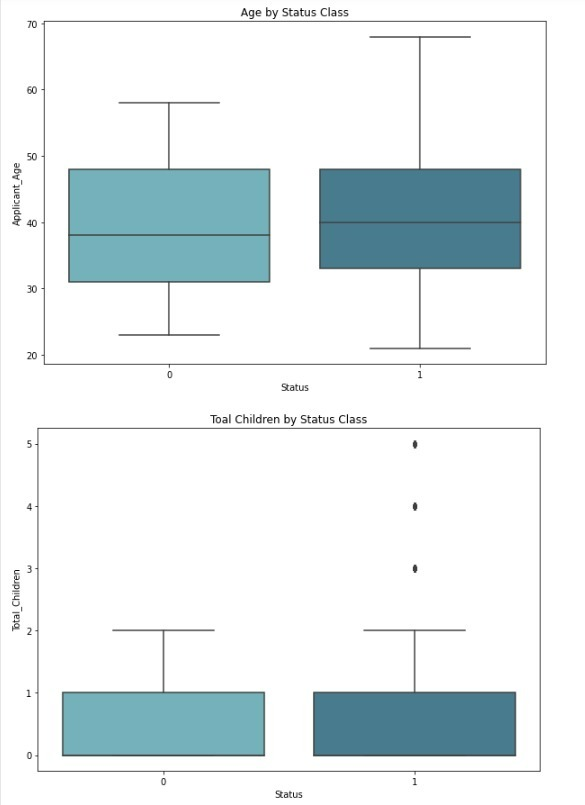 Age by Status Class
70
60
50
40
30
20
Applicant_Age
0
1
Status
Toal Children by Status Class
5
4
3
2
1
0
Total_Children
0
1
Status